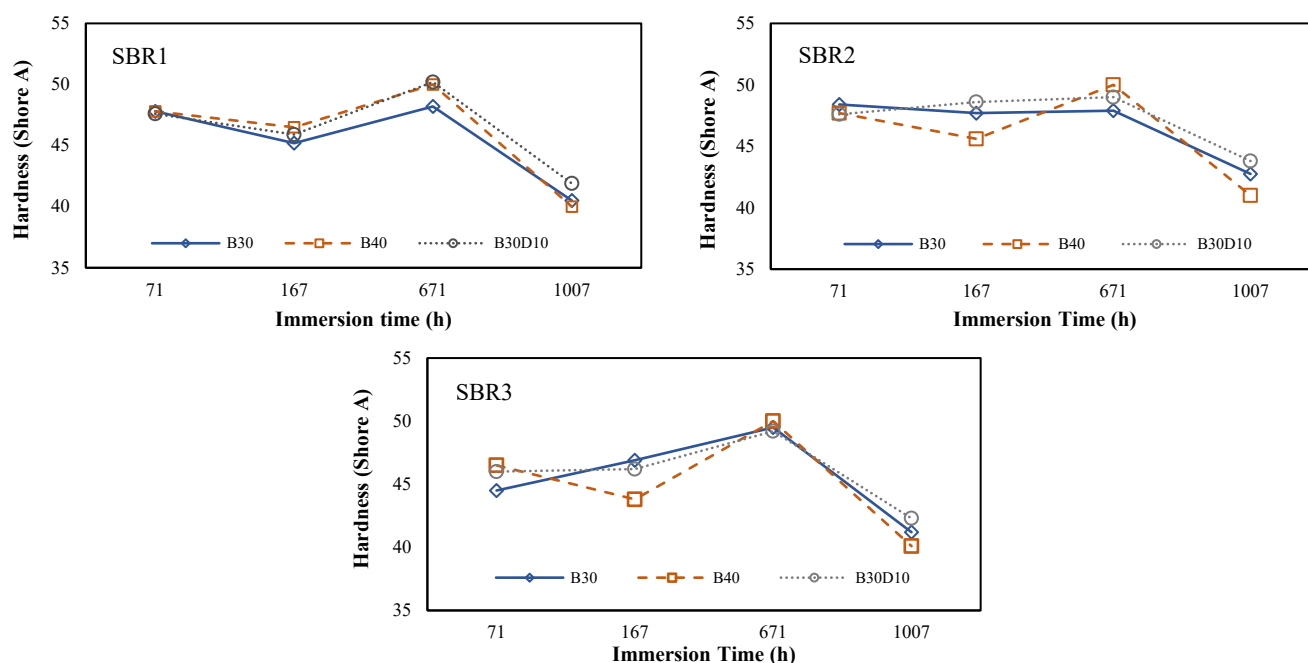 SBR1
Hardness (Shore A)
55
50
45
40
35
B30 B40 B30D10
71 167 671 1007
Immersion time (h)
SBR2
Hardness (Shore A)
55
50
45
40
35
B30 B40 B30D10
71 167 671 1007
Immersion Time (h)
SBR3
Hardness (Shore A)
55
50
45
40
35
B30 B40 B30D10
71 167 671 1007
Immersion Time (h)